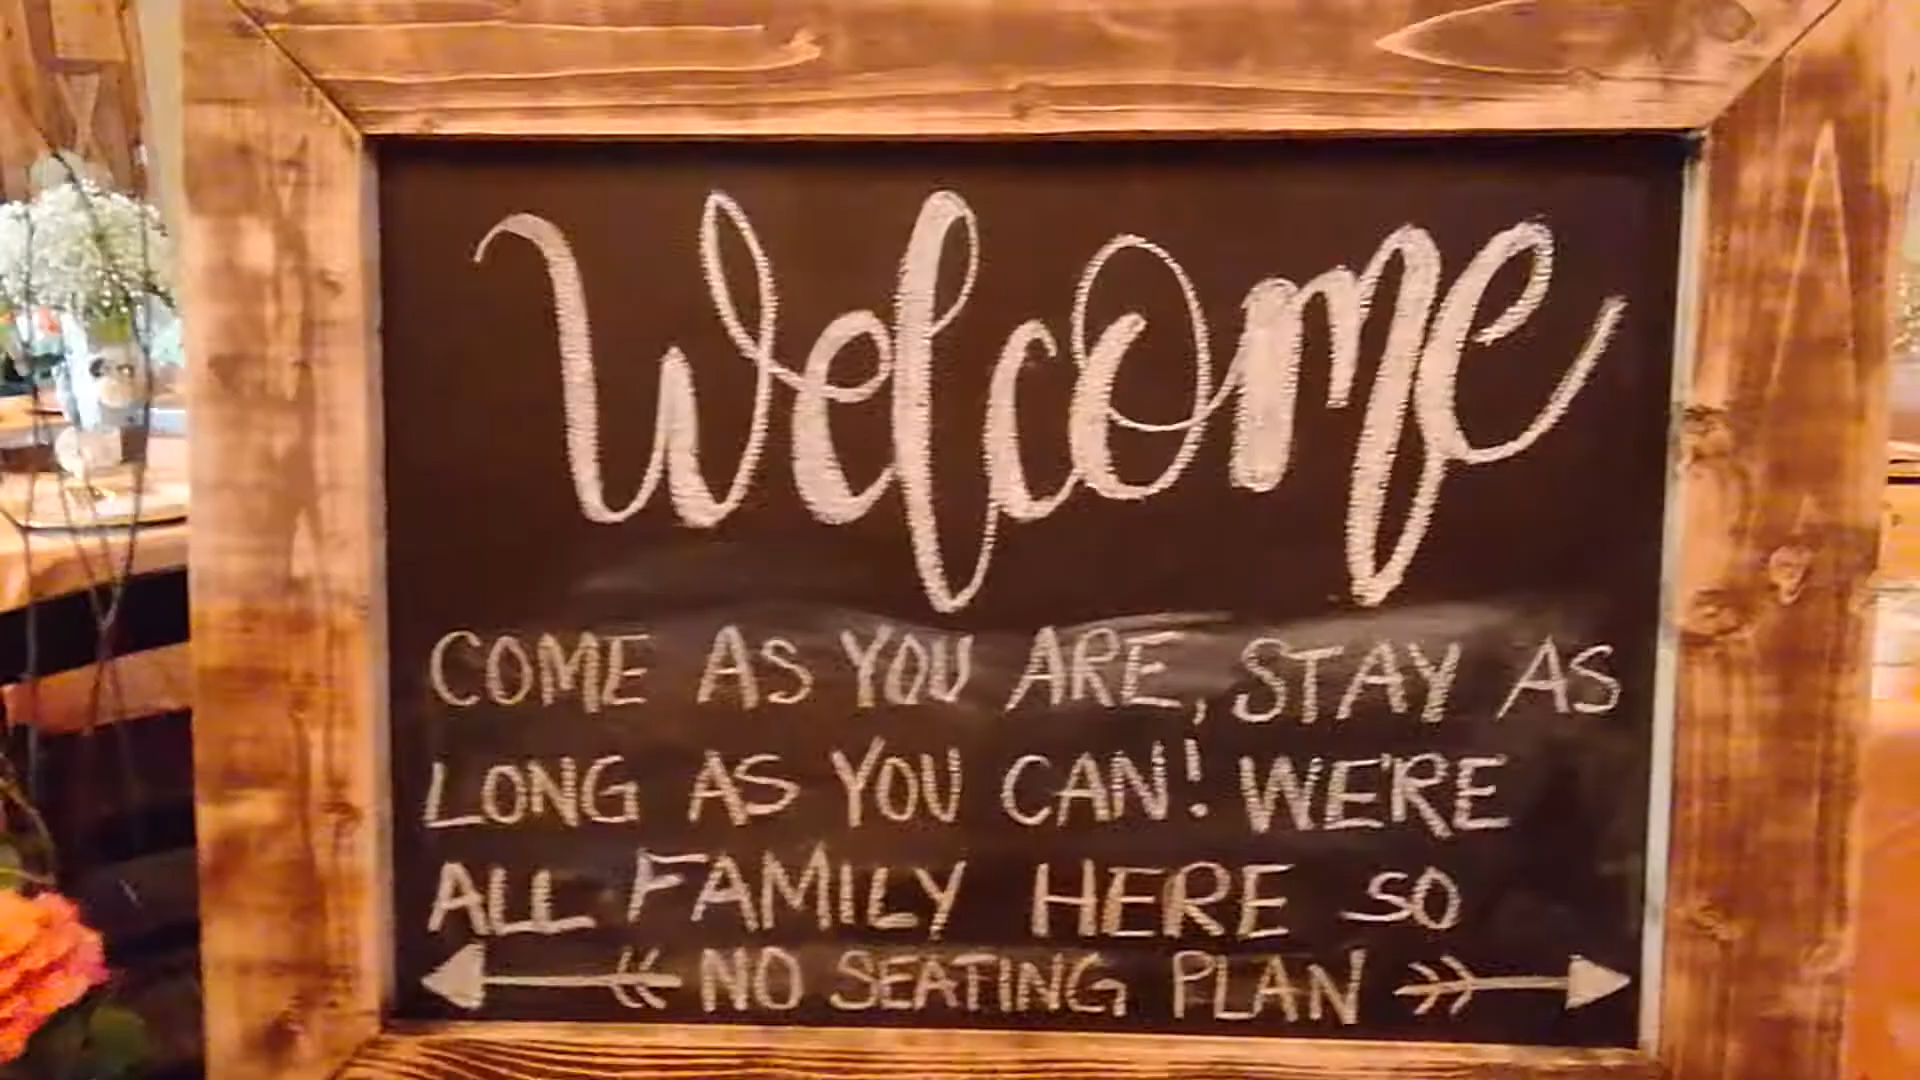 Welcome
COME AS YOU ARE, STAY AS
LONG AS YOU CAN! WE'RE
ALL FAMILY HERE SO
NO SEATING PLAN